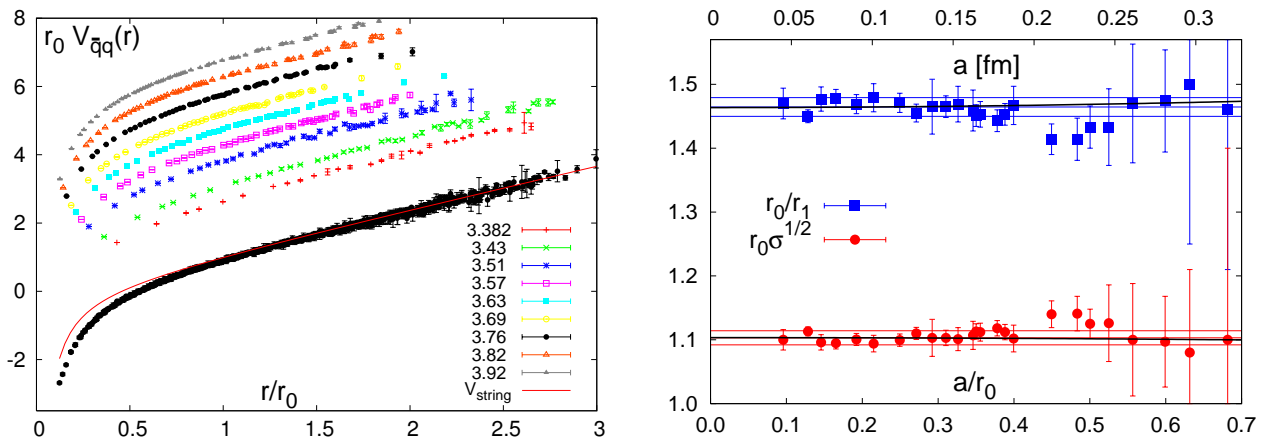 r₀ V_q̄q(r)
8
6
4
2
0
-2
3.382
3.43
3.51
3.57
3.63
3.69
3.76
3.82
3.92
V_string
r/r₀
0 0.5 1 1.5 2 2.5 3
0 0.05 0.1 0.15 0.2 0.25 0.3
a [fm]
1.5
1.4
1.3
1.2
1.1
1.0
r₀/r₁
r₀σ^1/2
a/r₀
0.0 0.1 0.2 0.3 0.4 0.5 0.6 0.7